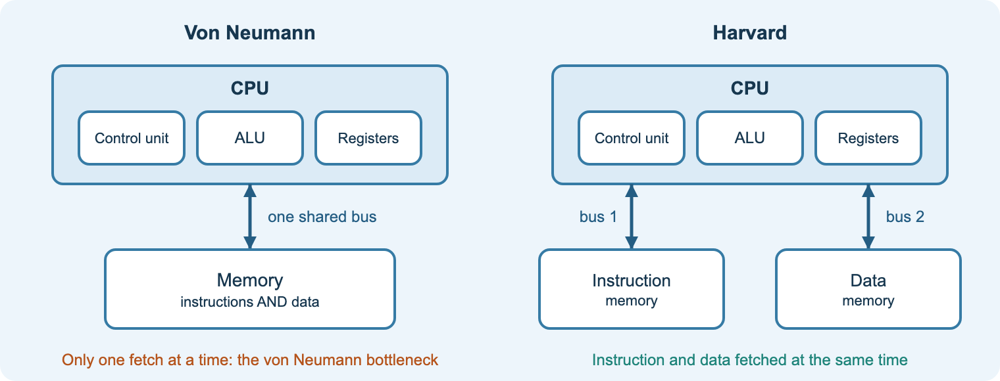 Von Neumann
CPU
Control unit
ALU
Registers
one shared bus
Memory
instructions AND data
Only one fetch at a time: the von Neumann bottleneck
Harvard
CPU
Control unit
ALU
Registers
bus 1
bus 2
Instruction
memory
Data
memory
Instruction and data fetched at the same time